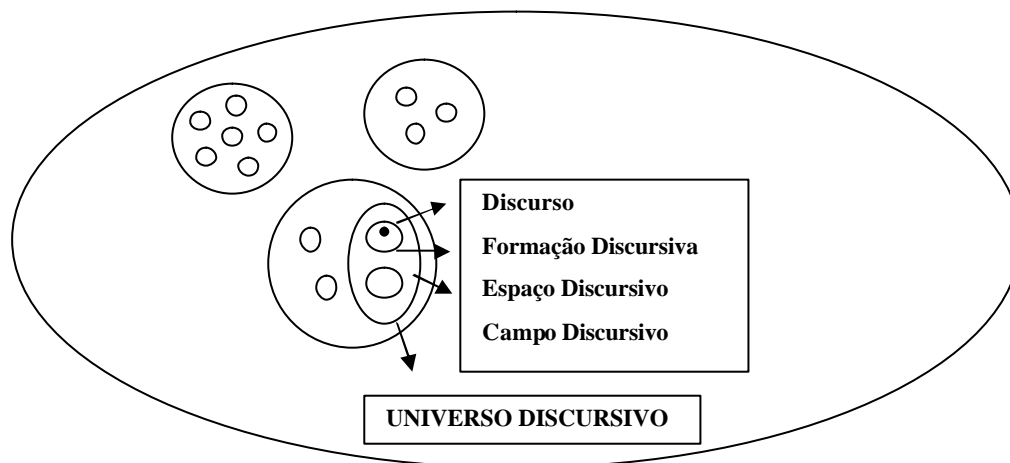 Discurso
Formação Discursiva
Espaço Discursivo
Campo Discursivo
UNIVERSO DISCURSIVO